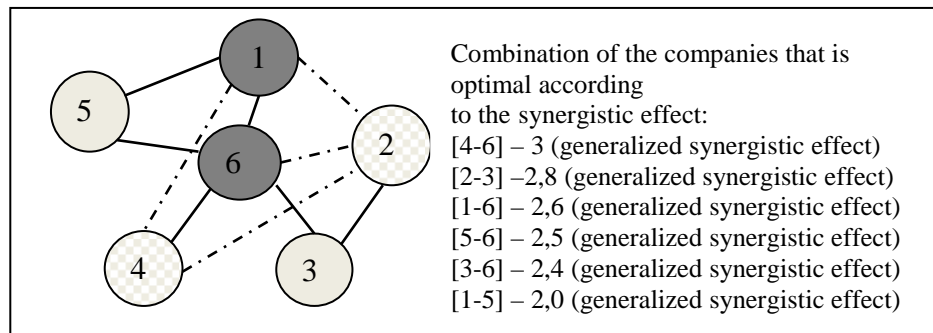 1
5
2
6
4
3
Combination of the companies that is
optimal according
to the synergistic effect:
[4-6] – 3 (generalized synergistic effect)
[2-3] –2,8 (generalized synergistic effect)
[1-6] – 2,6 (generalized synergistic effect)
[5-6] – 2,5 (generalized synergistic effect)
[3-6] – 2,4 (generalized synergistic effect)
[1-5] – 2,0 (generalized synergistic effect)